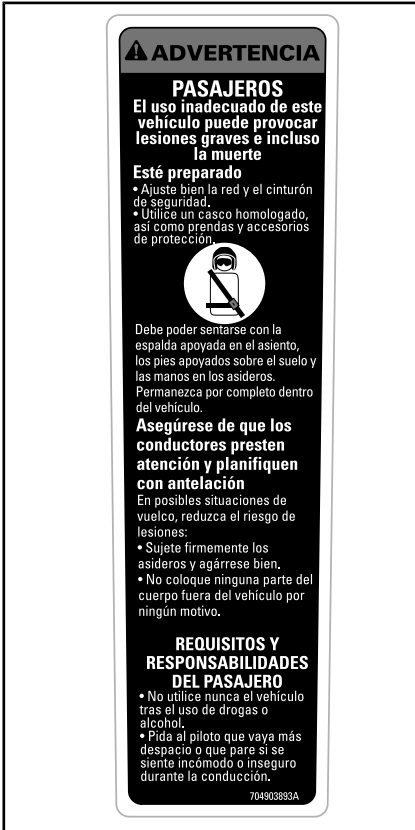 ADVERTENCIA
PASAJEROS
El uso inadecuado de este
vehículo puede provocar
lesiones graves e incluso
la muerte
Esté preparado
• Ajuste bien la red y el cinturón
de seguridad.
• Utilice un casco homologado,
así como prendas y accesorios
de protección.
Debe poder sentarse con la
espalda apoyada en el asiento,
los pies apoyados sobre el suelo y
las manos en los asideros.
Permanezca por completo dentro
del vehículo.
Asegúrese de que los
conductores presten
atención y planifiquen
con antelación
En posibles situaciones de
vuelco, reduzca el riesgo de
lesiones:
• Sujete firmemente los
asideros y agárrese bien.
• No coloque ninguna parte del
cuerpo fuera del vehículo por
ningún motivo.
REQUISITOS Y
RESPONSABILIDADES
DEL PASAJERO
• No utilice nunca el vehículo
tras el uso de drogas o
alcohol.
• Pida al piloto que vaya más
despacio o que pare si se
siente incómodo o inseguro
durante la conducción.
704903893A